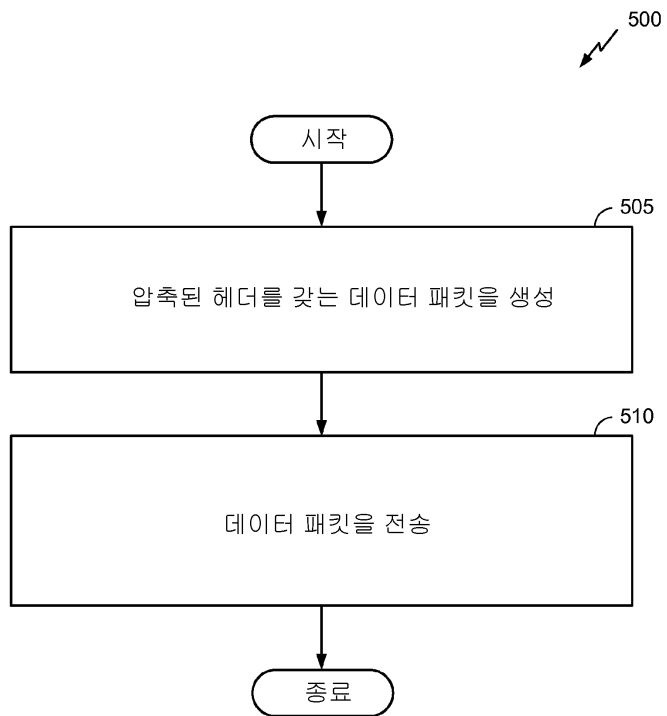 500
시작
505
압축된 헤더를 갖는 데이터 패킷을 생성
510
데이터 패킷을 전송
종료